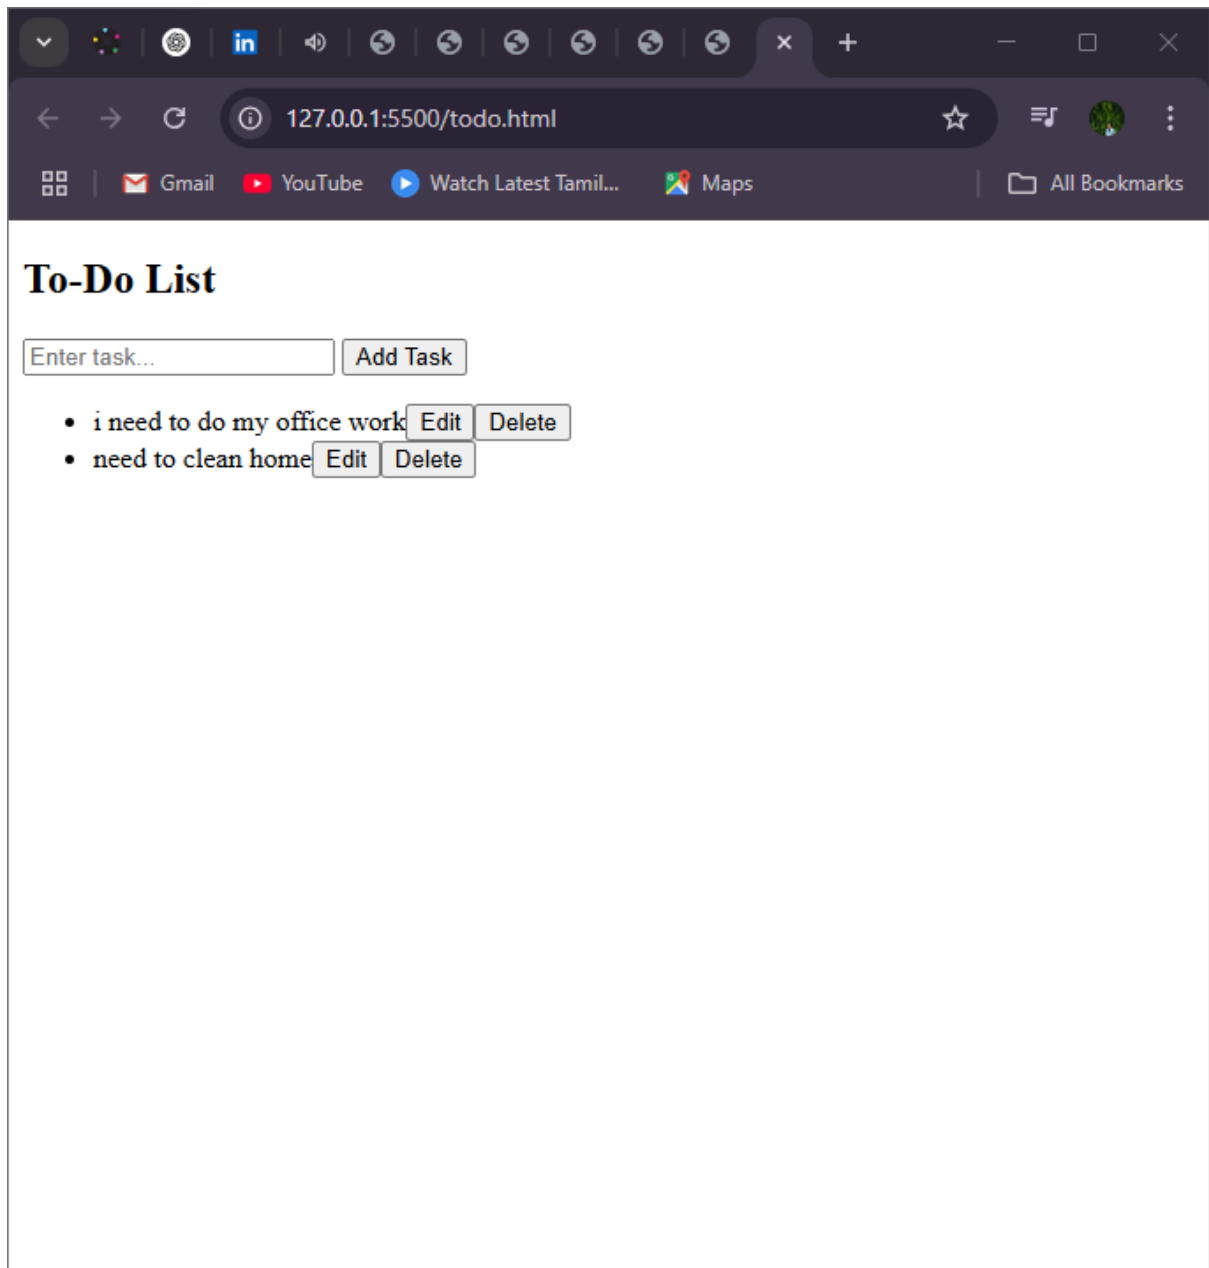 in
127.0.0.1:5500/todo.html
Gmail YouTube Watch Latest Tamil... Maps All Bookmarks
To-Do List
Enter task... Add Task
• i need to do my office work Edit Delete
• need to clean home Edit Delete